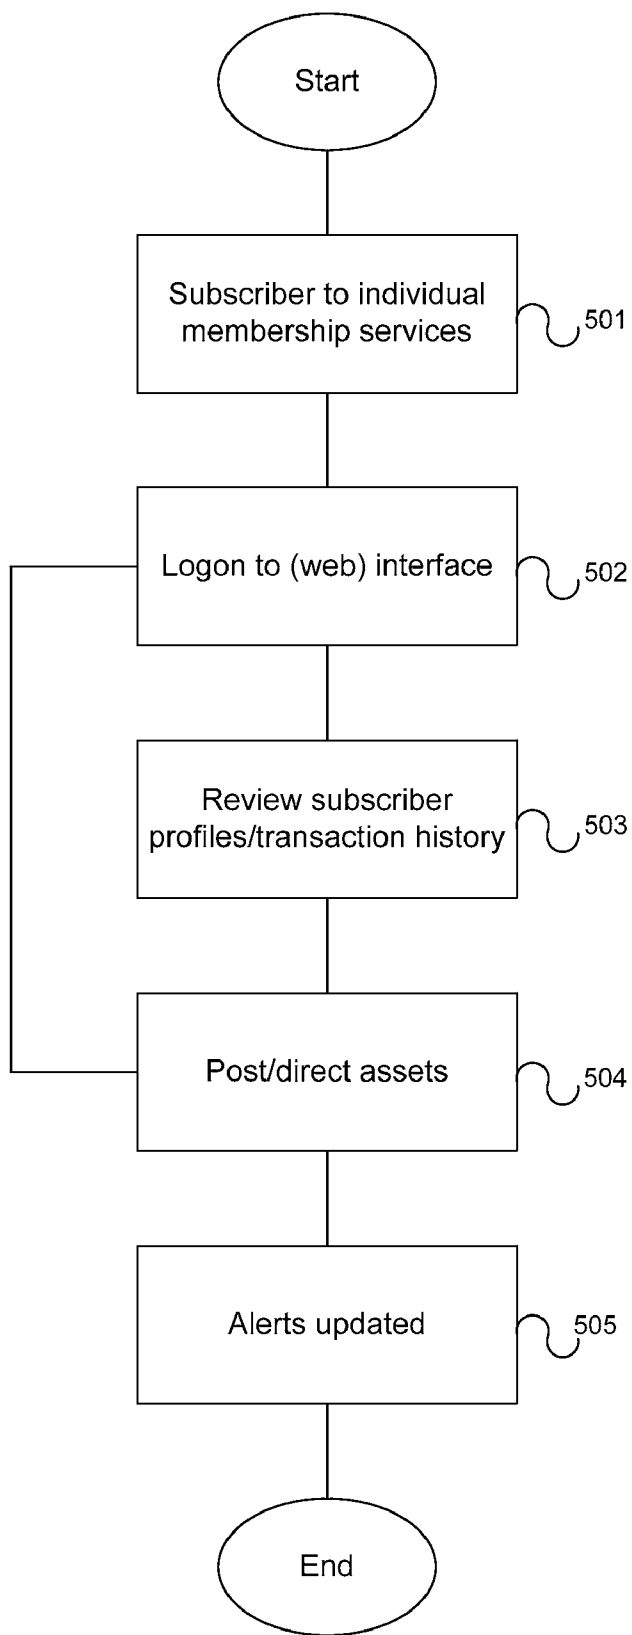 Start
Subscriber to individual
membership services
501
Logon to (web) interface
502
Review subscriber
profiles/transaction history
503
Post/direct assets
504
Alerts updated
505
End